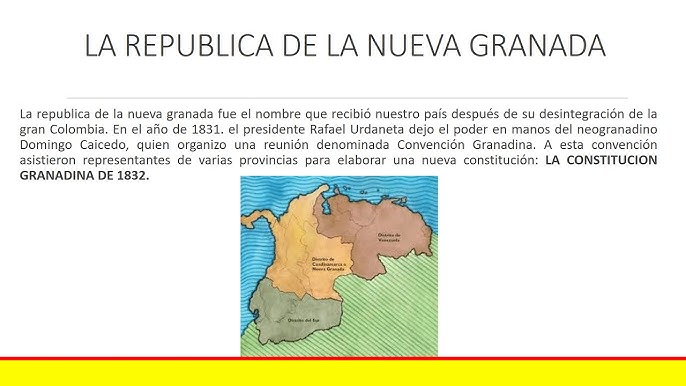 LA REPUBLICA DE LA NUEVA GRANADA
La republica de la nueva granada fue el nombre que recibió nuestro país después de su desintegración de la
gran Colombia. En el año de 1831. el presidente Rafael Urdaneta dejo el poder en manos del neogranadino
Domingo Caicedo, quien organizo una reunión denominada Convención Granadina. A esta convención
asistieron representantes de varias provincias para elaborar una nueva constitución: LA CONSTITUCION
GRANADINA DE 1832.
Distrito de
Venezuela
Distrito de
Cundinamarca o
Nueva Granada
Distrito del Sur